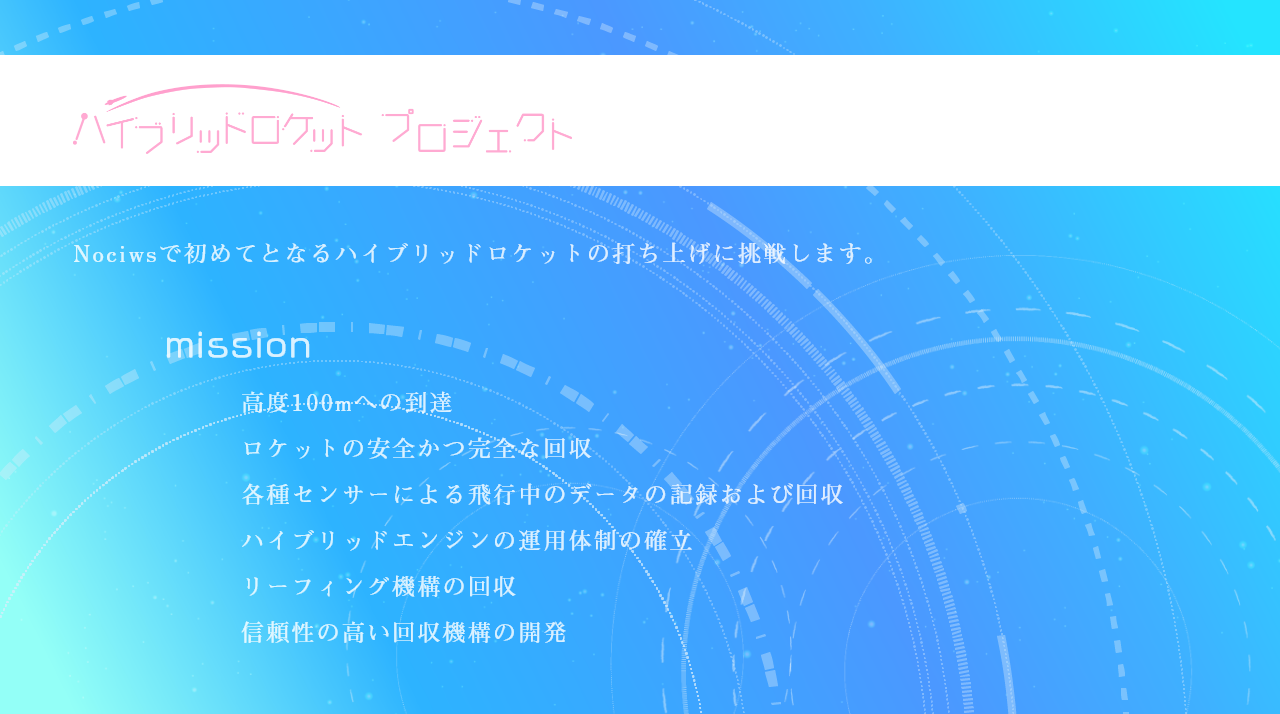 ハイブリッドロケット プロジェクト
Nociwsで初めてとなるハイブリッドロケットの打ち上げに挑戦します。
mission
高度100mへの到達
ロケットの安全かつ完全な回収
各種センサーによる飛行中のデータの記録および回収
ハイブリッドエンジンの運用体制の確立
リーフィング機構の回収
信頼性の高い回収機構の開発